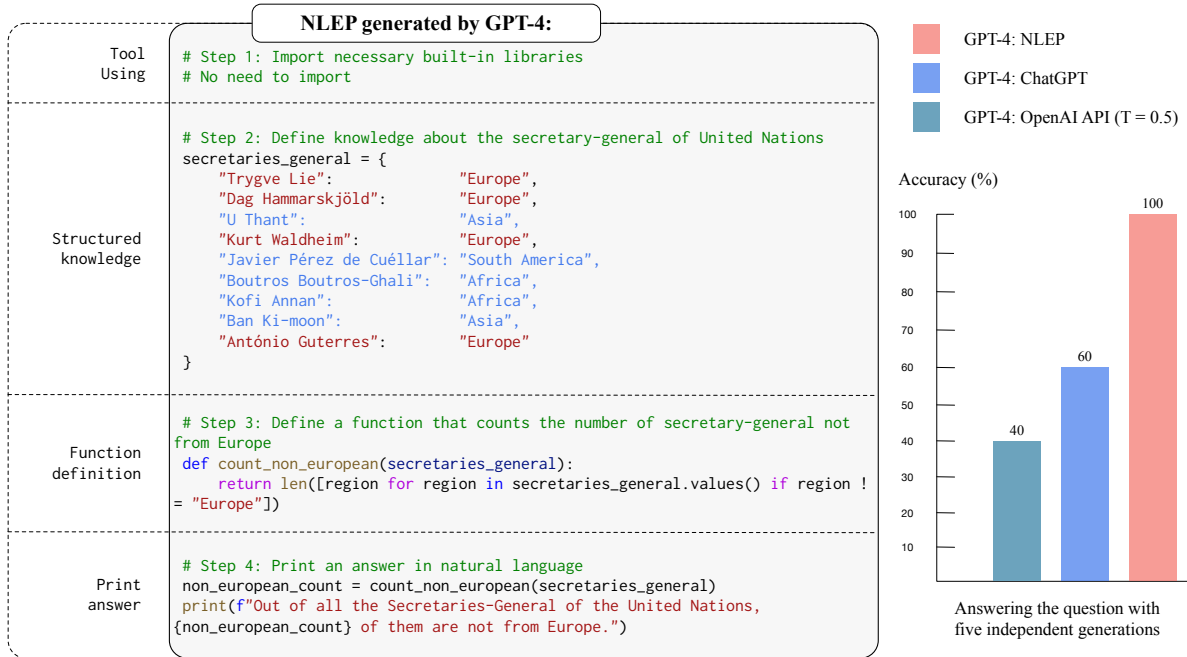 NLEP generated by GPT-4:
Tool
Using
# Step 1: Import necessary built-in libraries
# No need to import
Structured
knowledge
# Step 2: Define knowledge about the secretary-general of United Nations
secretaries_general = {
"Trygve Lie": "Europe",
"Dag Hammarskjöld": "Europe",
"U Thant": "Asia",
"Kurt Waldheim": "Europe",
"Javier Pérez de Cuéllar": "South America",
"Boutros Boutros-Ghali": "Africa",
"Kofi Annan": "Africa",
"Ban Ki-moon": "Asia",
"António Guterres": "Europe"
}
Function
definition
# Step 3: Define a function that counts the number of secretary-general not
from Europe
def count_non_european(secretaries_general):
return len([region for region in secretaries_general.values() if region !
= "Europe"])
Print
answer
# Step 4: Print an answer in natural language
non_european_count = count_non_european(secretaries_general)
print(f"Out of all the Secretaries-General of the United Nations,
{non_european_count} of them are not from Europe.")
GPT-4: NLEP
GPT-4: ChatGPT
GPT-4: OpenAI API (T = 0.5)
Accuracy (%)
100
90
80
70
60
50
40
30
20
10
40
60
100
Answering the question with
five independent generations